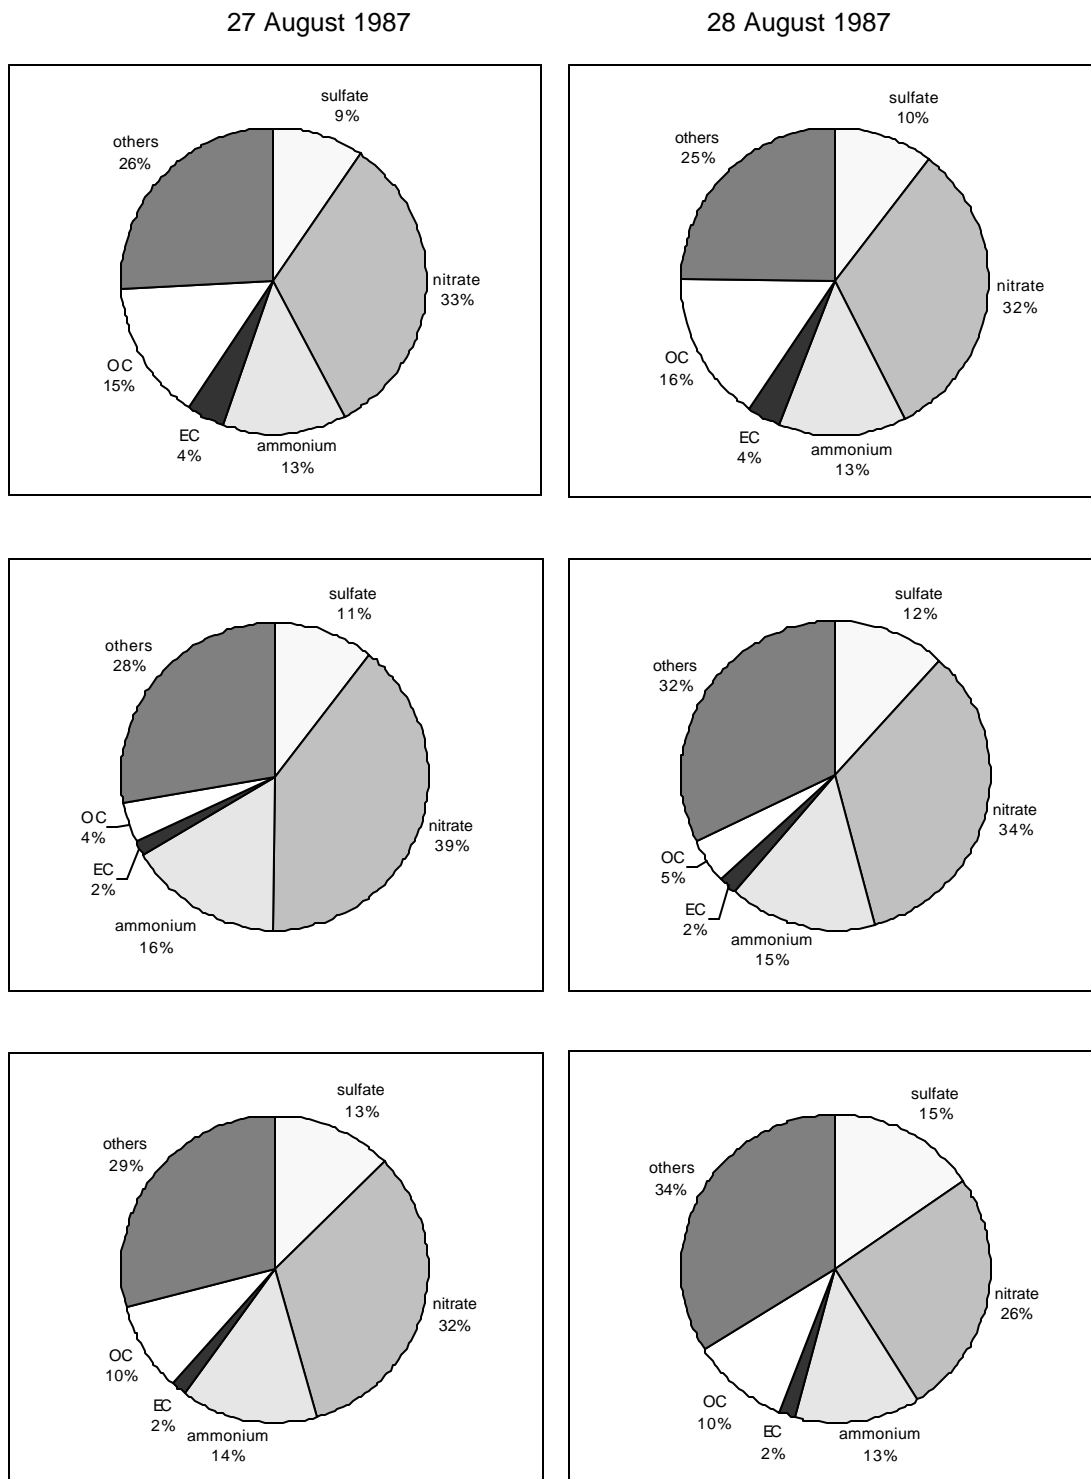 27 August 1987
28 August 1987
sulfate
9%
others
26%
nitrate
33%
OC
15%
EC
4%
ammonium
13%
sulfate
10%
others
25%
nitrate
32%
OC
16%
EC
4%
ammonium
13%
sulfate
11%
others
28%
nitrate
39%
OC
4%
EC
2%
ammonium
16%
sulfate
12%
others
32%
nitrate
34%
OC
5%
EC
2%
ammonium
15%
sulfate
13%
others
29%
nitrate
32%
OC
10%
EC
2%
ammonium
14%
sulfate
15%
others
34%
nitrate
26%
OC
10%
EC
2%
ammonium
13%